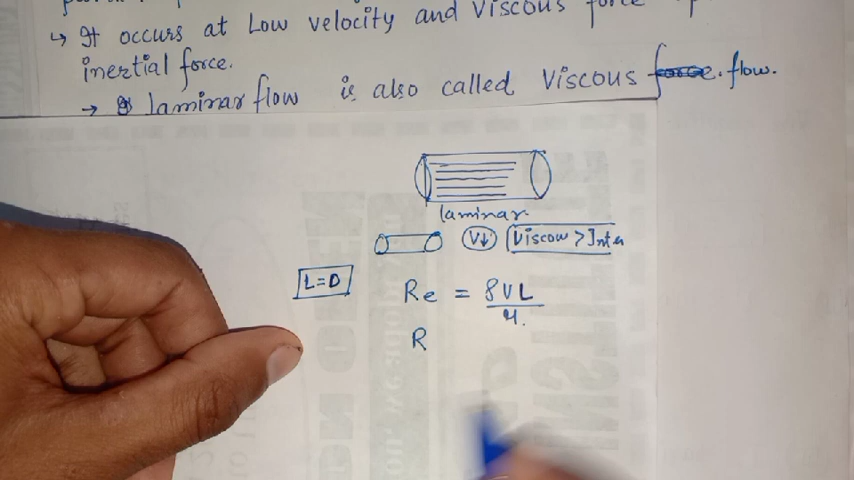 ↳ It occurs at Low velocity and Viscous force
inertial force.
→ laminar flow is also called Viscous flow.
laminar
V↓ Viscow > Inta
L=D
Re = ρVL
μ
R